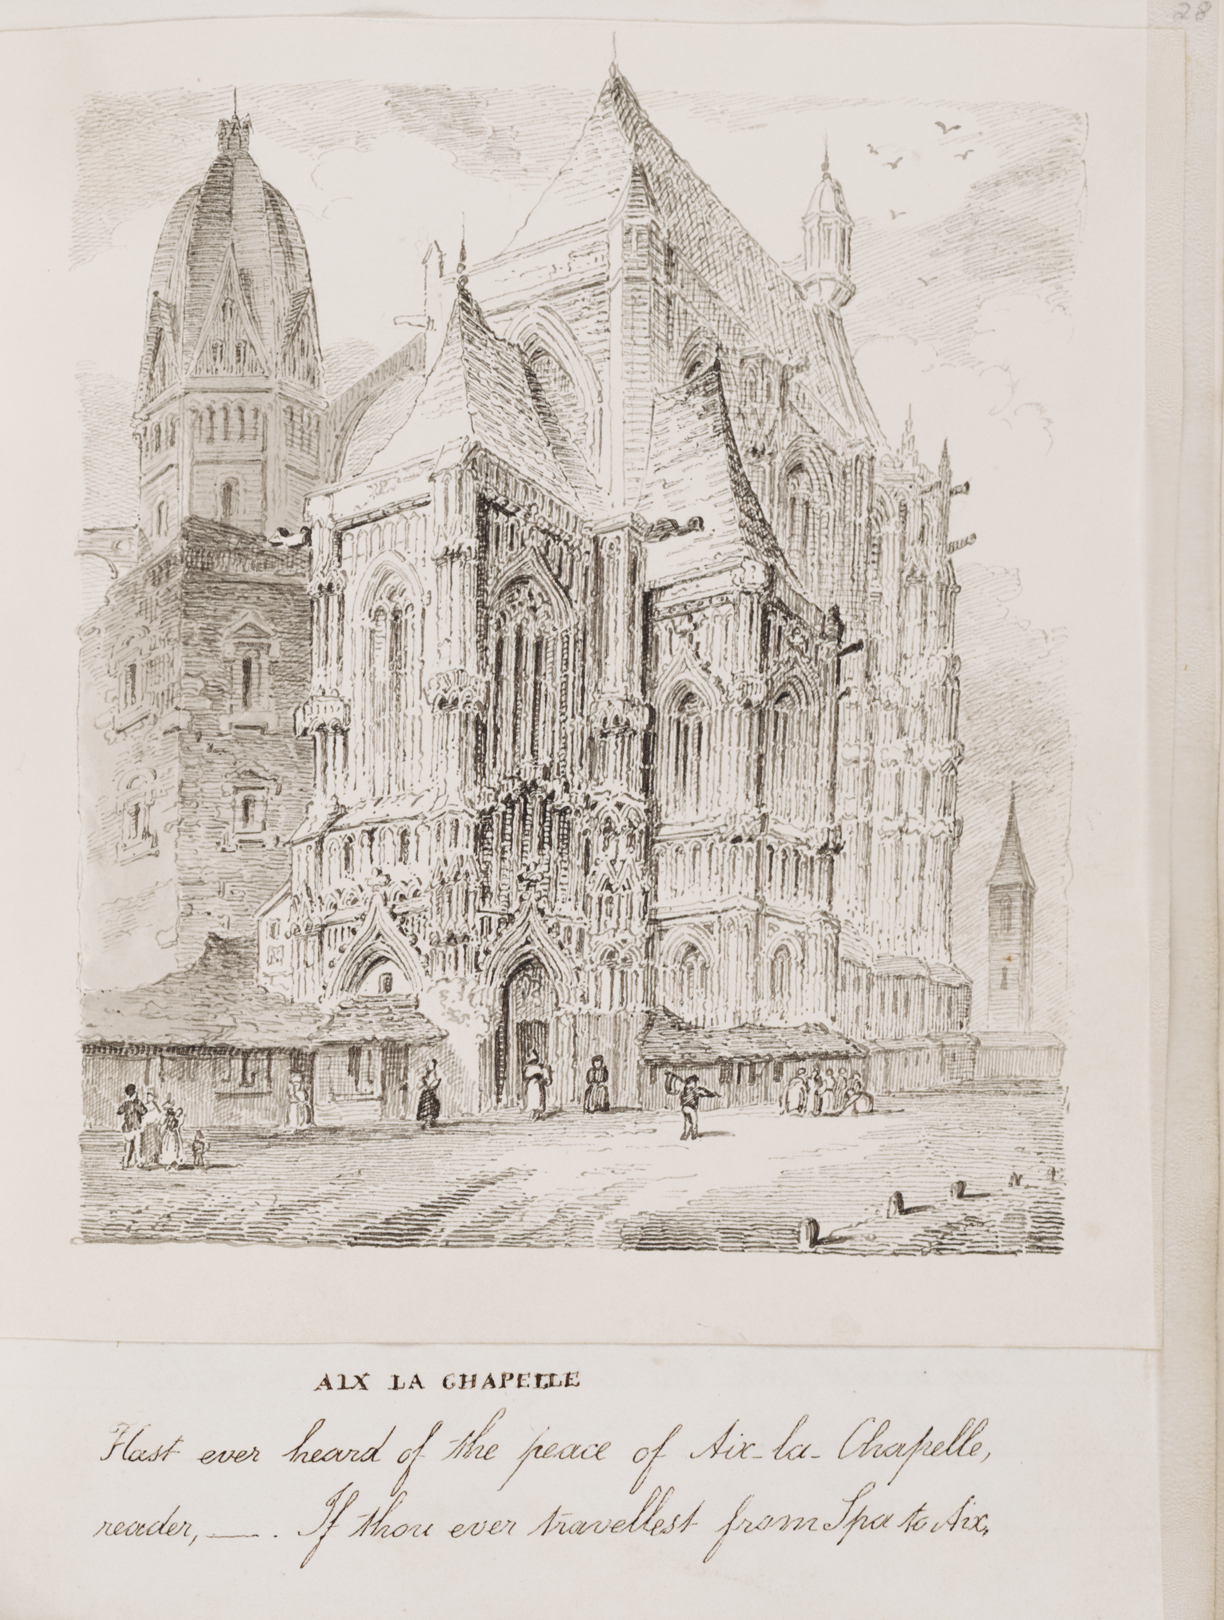 28
AIX LA CHAPELLE
Hast ever heard of the peace of Aix-la-Chapelle,
reader, —. If thou ever travellest from Spa to Aix,